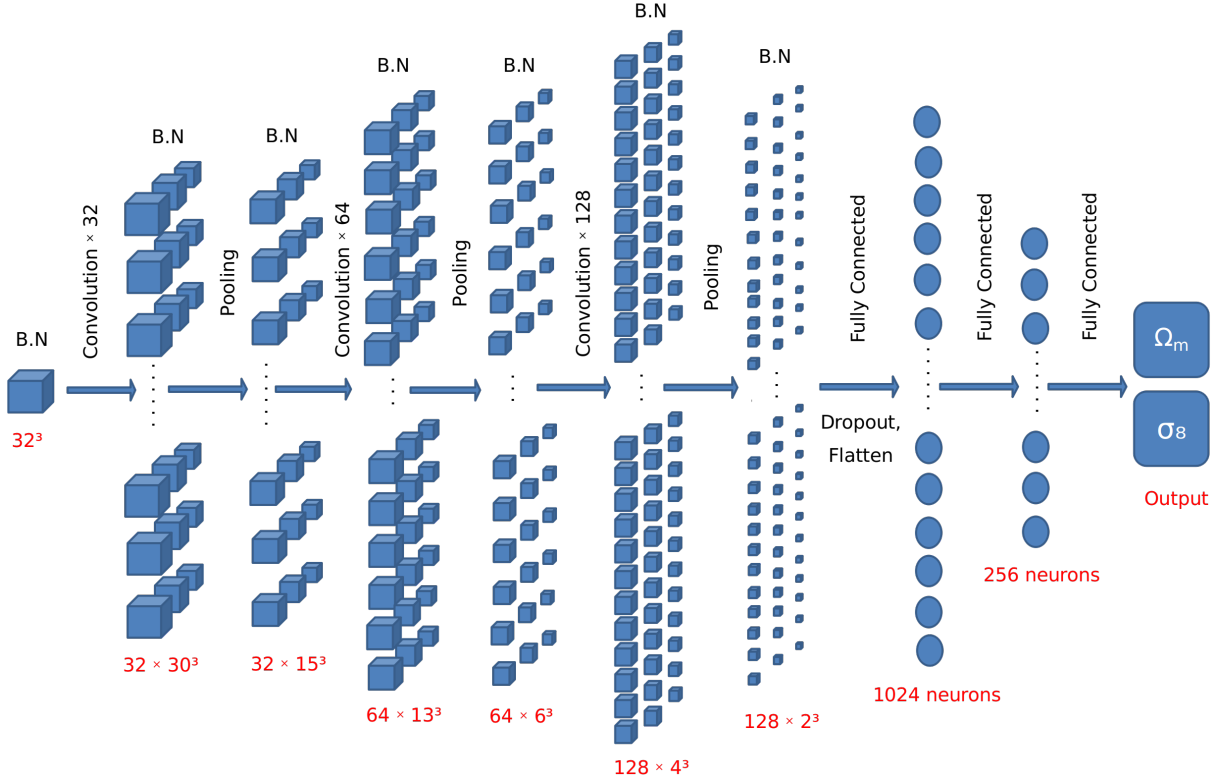 B.N
32³
Convolution × 32
B.N
32 × 30³
Pooling
B.N
32 × 15³
Convolution × 64
B.N
64 × 13³
Pooling
B.N
64 × 6³
Convolution × 128
B.N
128 × 4³
Pooling
B.N
128 × 2³
Fully Connected
Dropout,
Flatten
1024 neurons
Fully Connected
256 neurons
Fully Connected
Ωₘ
σ₈
Output